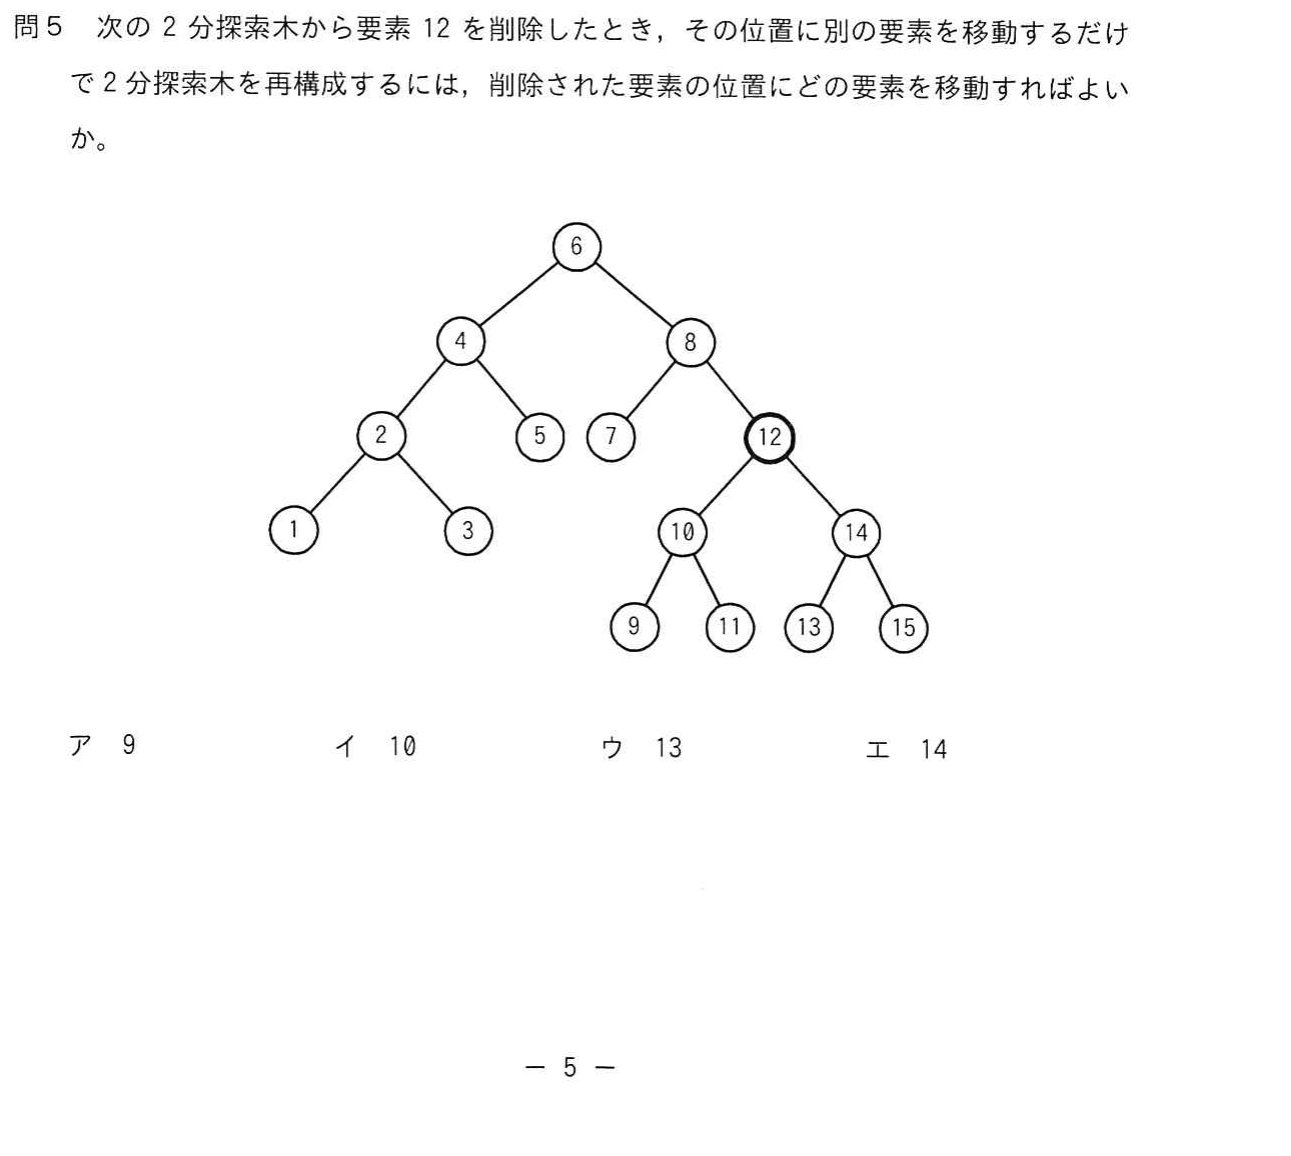 問5 次の 2 分探索木から要素 12 を削除したとき，その位置に別の要素を移動するだけ
で 2 分探索木を再構成するには，削除された要素の位置にどの要素を移動すればよい
か。
6
4 8
2 5 7 12
1 3 10 14
9 11 13 15
ア 9 イ 10 ウ 13 エ 14
－ 5 －